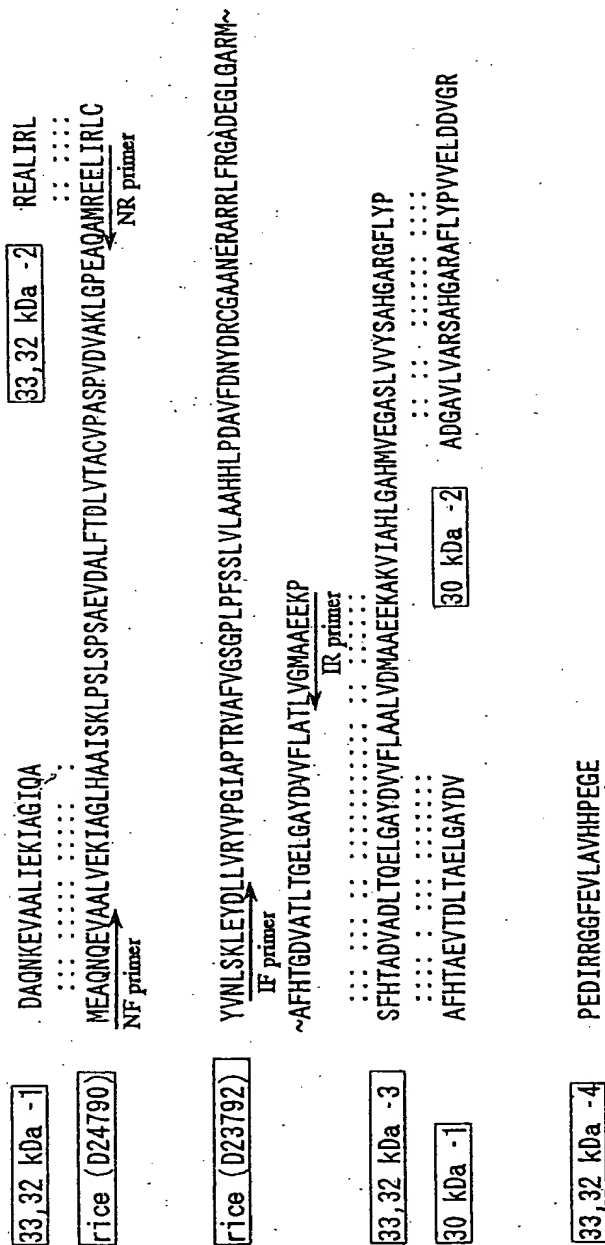 33,32 kDa -1 DAQNKEVAALIEKIAGIQA 33,32 kDa -2 REALIRL
::: :::::: ::::: : :: ::::
rice (D24790) MEAQNQEVAALVEKIAGLHAAISKLPSLSPSAEVDALFTDLVTACVPASPVDVAKLGPEAQAMREELIRLC
NF primer NR primer
rice (D23792) YVNLSKLEYDLLVRYVPGIAPTRVAFVGSGPLPFSSLVLAAHHLPDAVFDNYDRCGAANERARRLFRGADEGLGARM~
IF primer
~AFHTGDVATLTGELGAYDVVFLATLVGMAAEEKP
IR primer
33,32 kDa -3 SFHTADVADLTQELGAYDVVFLAALVDMAAEEKAKVIAHLGAHMVEGASLVVYSAHGARGFLYP
30 kDa -1 AFHTAEVTDLTAELGAYDV 30 kDa -2 ADGAVLVARSAHGARAFLYPVVELDDVGR
33,32 kDa -4 PEDIRRGGFEVLAVHHPEGE